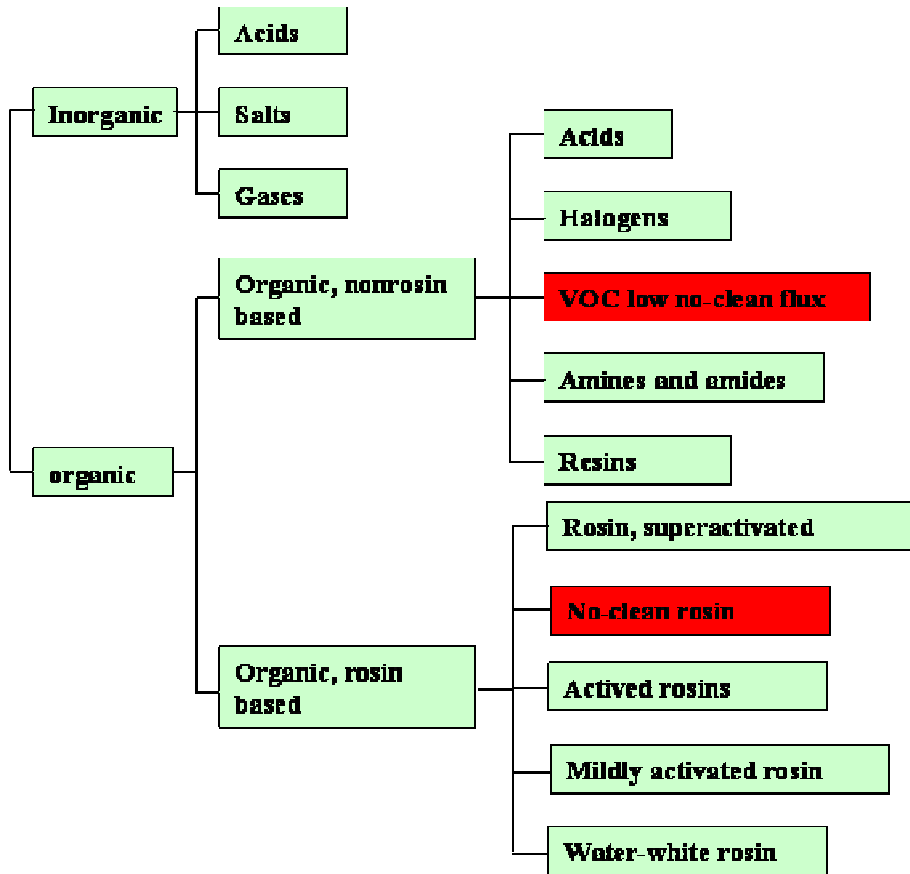 Acids
Inorganic
Salts
Gases
Acids
Halogens
Organic, nonrosin
based
VOC low no-clean flux
Amines and amides
Resins
organic
Rosin, superactivated
No-clean rosin
Organic, rosin
based
Actived rosins
Mildly activated rosin
Water-white rosin